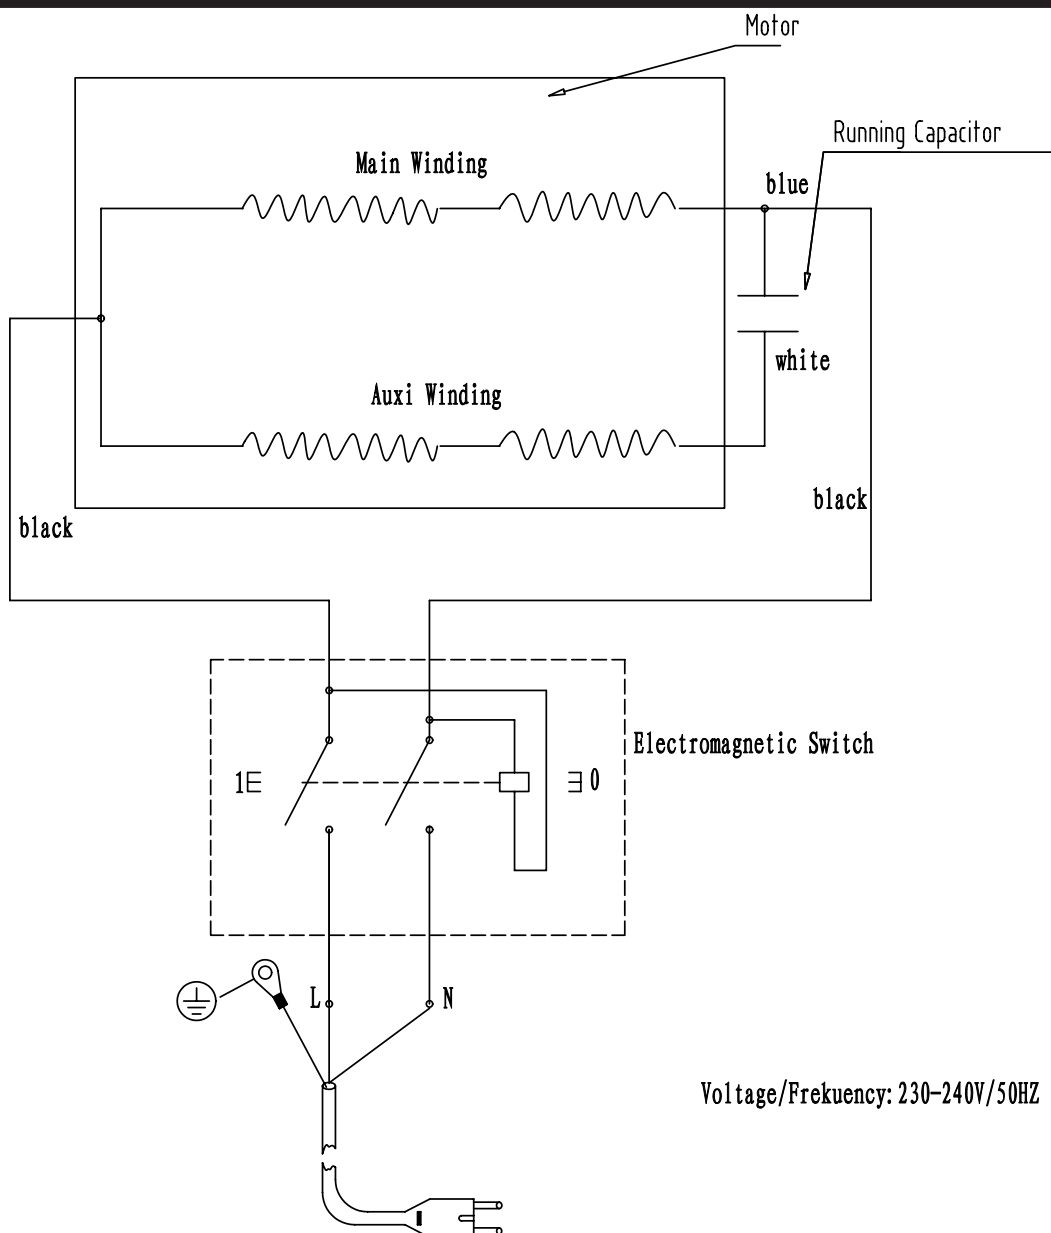 Motor
Running Capacitor
Main Winding
blue
white
Auxi Winding
black
black
Electromagnetic Switch
1
0
L
N
Voltage/Frekuency: 230-240V/50HZ